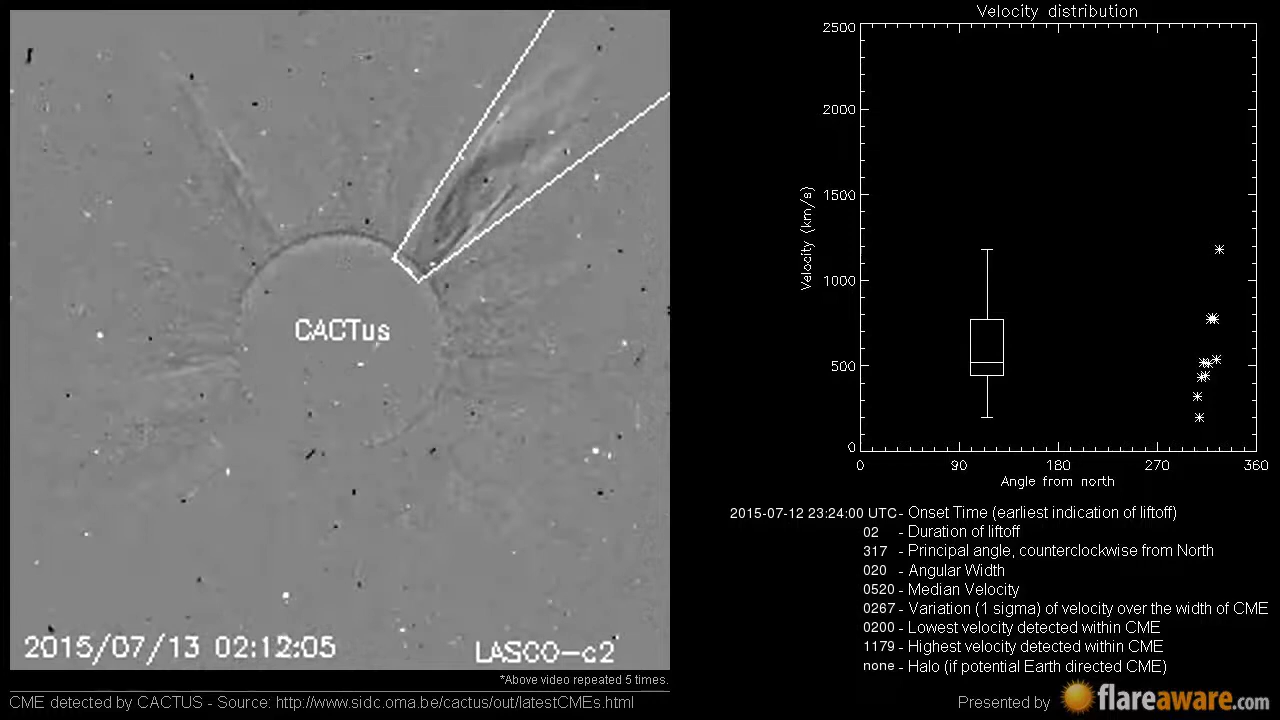 Velocity distribution
2500
2000
1500
1000
500
0
Velocity (km/s)
0 90 180 270 360
Angle from north
CACTus
2015/07/13 02:12:05 LASCO-c2
*Above video repeated 5 times.
CME detected by CACTUS - Source: http://www.sidc.oma.be/cactus/out/latestCMEs.html
2015-07-12 23:24:00 UTC - Onset Time (earliest indication of liftoff)
02 - Duration of liftoff
317 - Principal angle, counterclockwise from North
020 - Angular Width
0520 - Median Velocity
0267 - Variation (1 sigma) of velocity over the width of CME
0200 - Lowest velocity detected within CME
1179 - Highest velocity detected within CME
none - Halo (if potential Earth directed CME)
Presented by flareaware.com